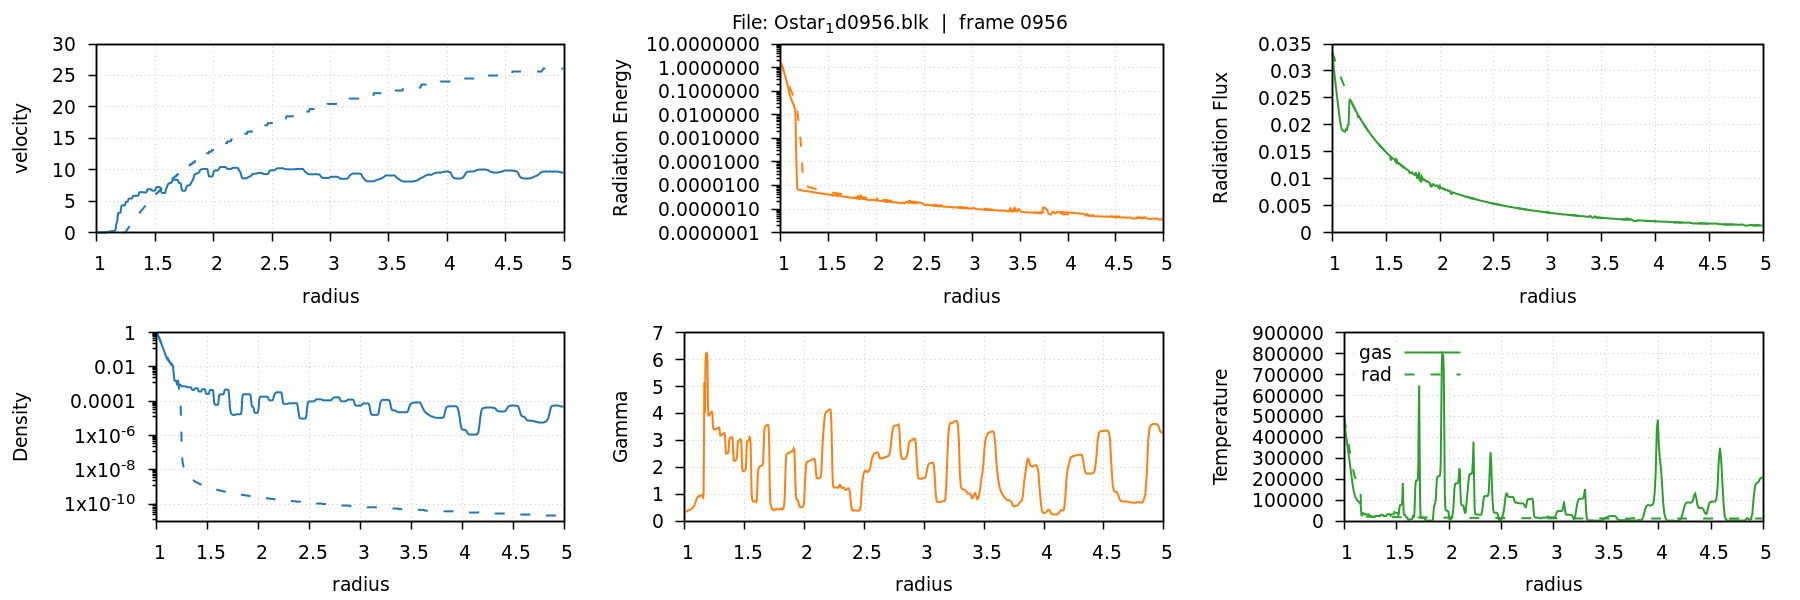 File: Ostar1d0956.blk | frame 0956
30
25
20
15
10
5
0
velocity
1 1.5 2 2.5 3 3.5 4 4.5 5
radius
10.0000000
1.0000000
0.1000000
0.0100000
0.0010000
0.0001000
0.0000100
0.0000010
0.0000001
Radiation Energy
1 1.5 2 2.5 3 3.5 4 4.5 5
radius
0.035
0.03
0.025
0.02
0.015
0.01
0.005
0
Radiation Flux
1 1.5 2 2.5 3 3.5 4 4.5 5
radius
1
0.01
0.0001
1x10-6
1x10-8
1x10-10
Density
1 1.5 2 2.5 3 3.5 4 4.5 5
radius
7
6
5
4
3
2
1
0
Gamma
1 1.5 2 2.5 3 3.5 4 4.5 5
radius
900000
800000
700000
600000
500000
400000
300000
200000
100000
0
Temperature
gas
rad
1 1.5 2 2.5 3 3.5 4 4.5 5
radius